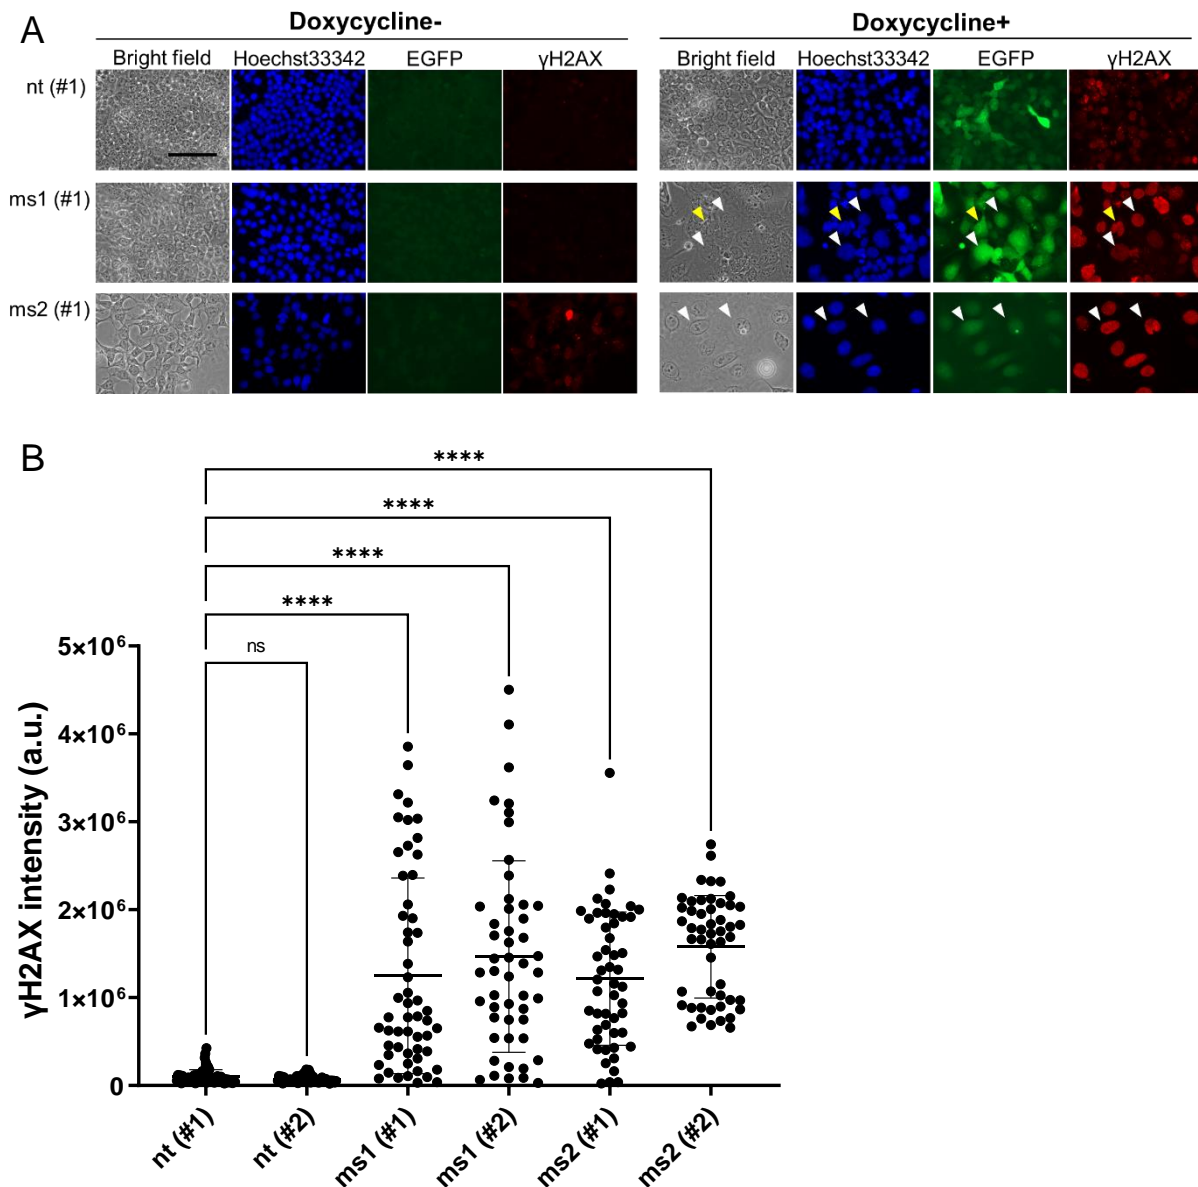 A
Doxycycline-
Doxycycline+
Bright field Hoechst33342 EGFP γH2AX
Bright field Hoechst33342 EGFP γH2AX
nt (#1)
ms1 (#1)
ms2 (#1)
B
****
****
****
****
ns
5×10⁶
4×10⁶
3×10⁶
2×10⁶
1×10⁶
0
γH2AX intensity (a.u.)
nt (#1)
nt (#2)
ms1 (#1)
ms1 (#2)
ms2 (#1)
ms2 (#2)